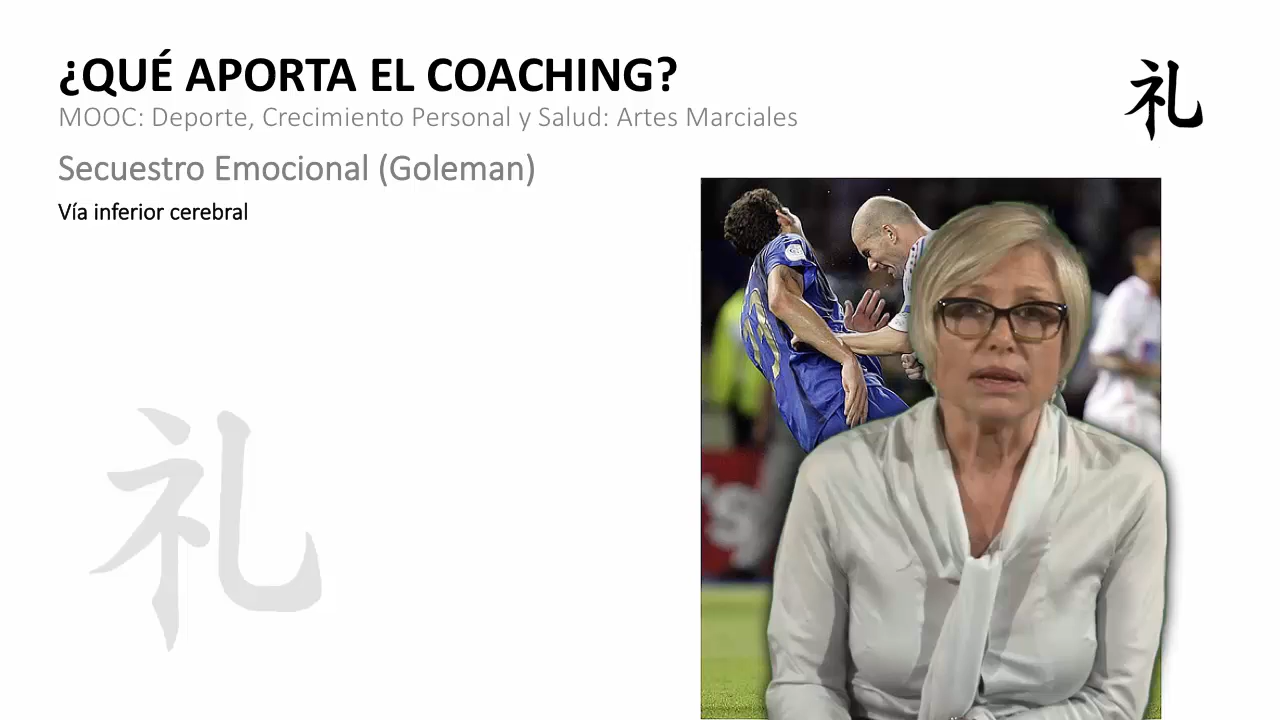 ¿QUÉ APORTA EL COACHING?
MOOC: Deporte, Crecimiento Personal y Salud: Artes Marciales
礼
Secuestro Emocional (Goleman)
Vía inferior cerebral
礼